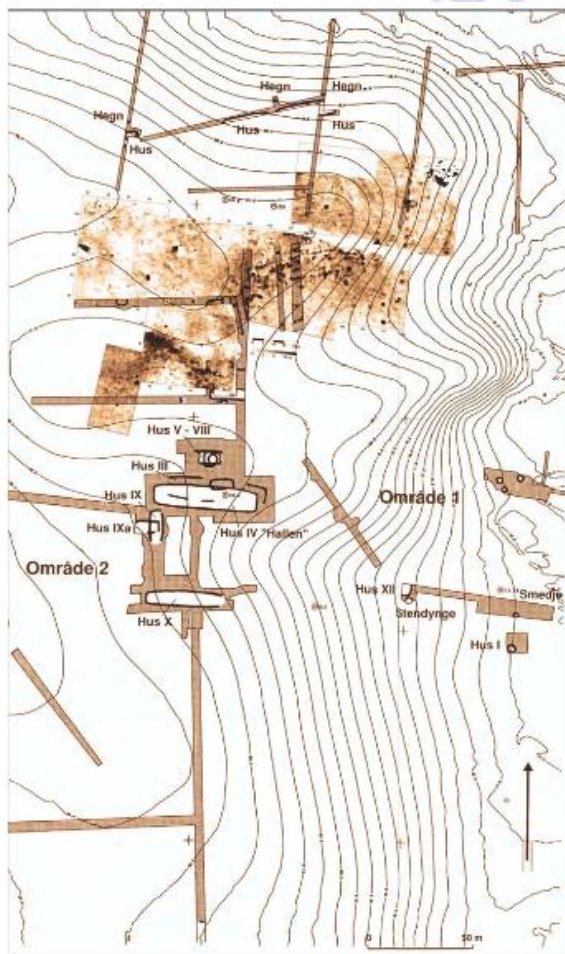 Hegn
Hegn
Hegn
Hus
Hus
Hus
Hus V - VIII
Hus III
Hus IX
Hus IV "Hallen"
Hus IXa
Område 1
Område 2
Hus XII
Smedje
Stendynge
Hus X
Hus I
0
50 m